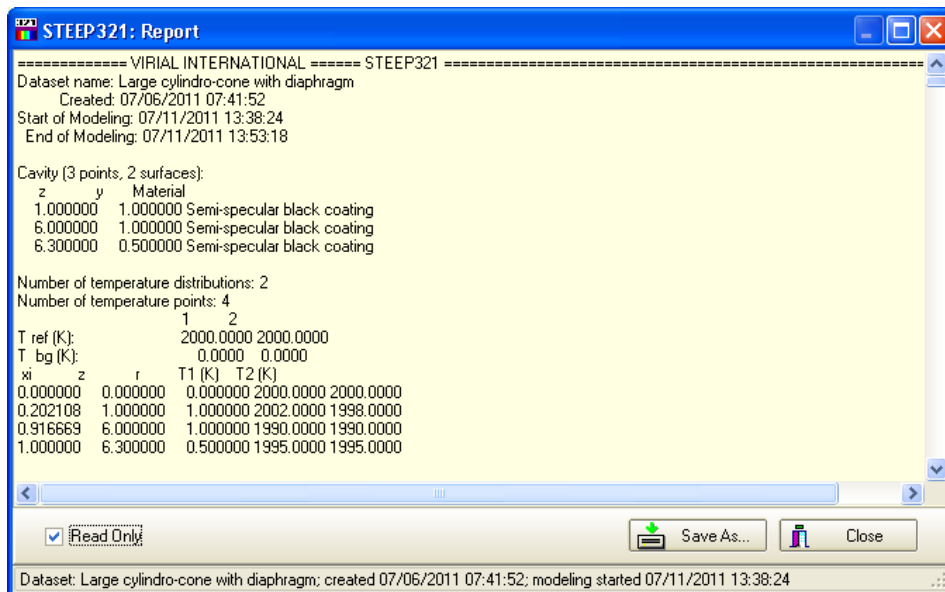 STEEP321: Report
============= VIRIAL INTERNATIONAL ====== STEEP321 ==========================================================
Dataset name: Large cylindro-cone with diaphragm
Created: 07/06/2011 07:41:52
Start of Modeling: 07/11/2011 13:38:24
End of Modeling: 07/11/2011 13:53:18
Cavity (3 points, 2 surfaces):
z y Material
1.000000 1.000000 Semi-specular black coating
6.000000 1.000000 Semi-specular black coating
6.300000 0.500000 Semi-specular black coating
Number of temperature distributions: 2
Number of temperature points: 4
1 2
T ref (K): 2000.0000 2000.0000
T bg (K): 0.0000 0.0000
xi z r T1 (K) T2 (K)
0.000000 0.000000 0.000000 2000.0000 2000.0000
0.202108 1.000000 1.000000 2002.0000 1998.0000
0.916669 6.000000 1.000000 1990.0000 1990.0000
1.000000 6.300000 0.500000 1995.0000 1995.0000
Read Only
Save As...
Close
Dataset: Large cylindro-cone with diaphragm; created 07/06/2011 07:41:52; modeling started 07/11/2011 13:38:24